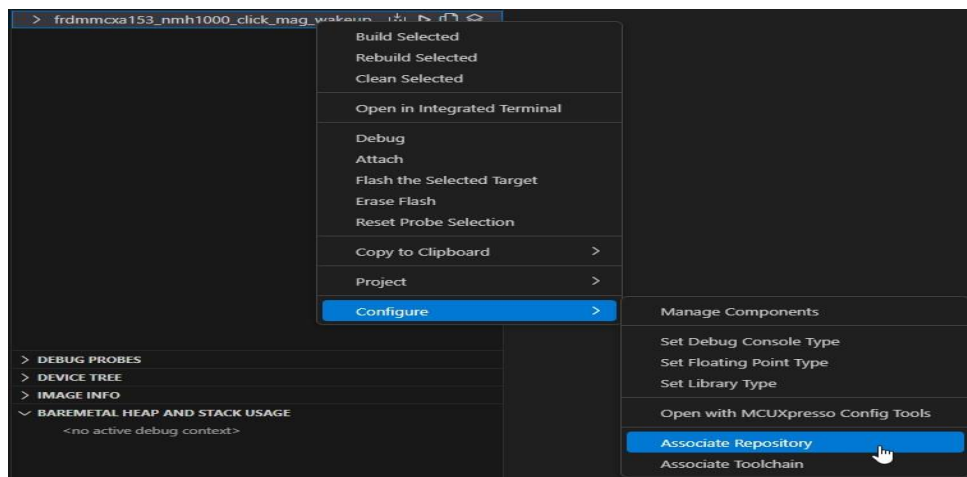 > frdmmcxa153_nmh1000_click_mag_wakeup
Build Selected
Rebuild Selected
Clean Selected
Open in Integrated Terminal
Debug
Attach
Flash the Selected Target
Erase Flash
Reset Probe Selection
Copy to Clipboard >
Project >
Configure >
Manage Components
Set Debug Console Type
Set Floating Point Type
Set Library Type
Open with MCUXpresso Config Tools
Associate Repository
Associate Toolchain
> DEBUG PROBES
> DEVICE TREE
> IMAGE INFO
BAREMETAL HEAP AND STACK USAGE
<no active debug context>